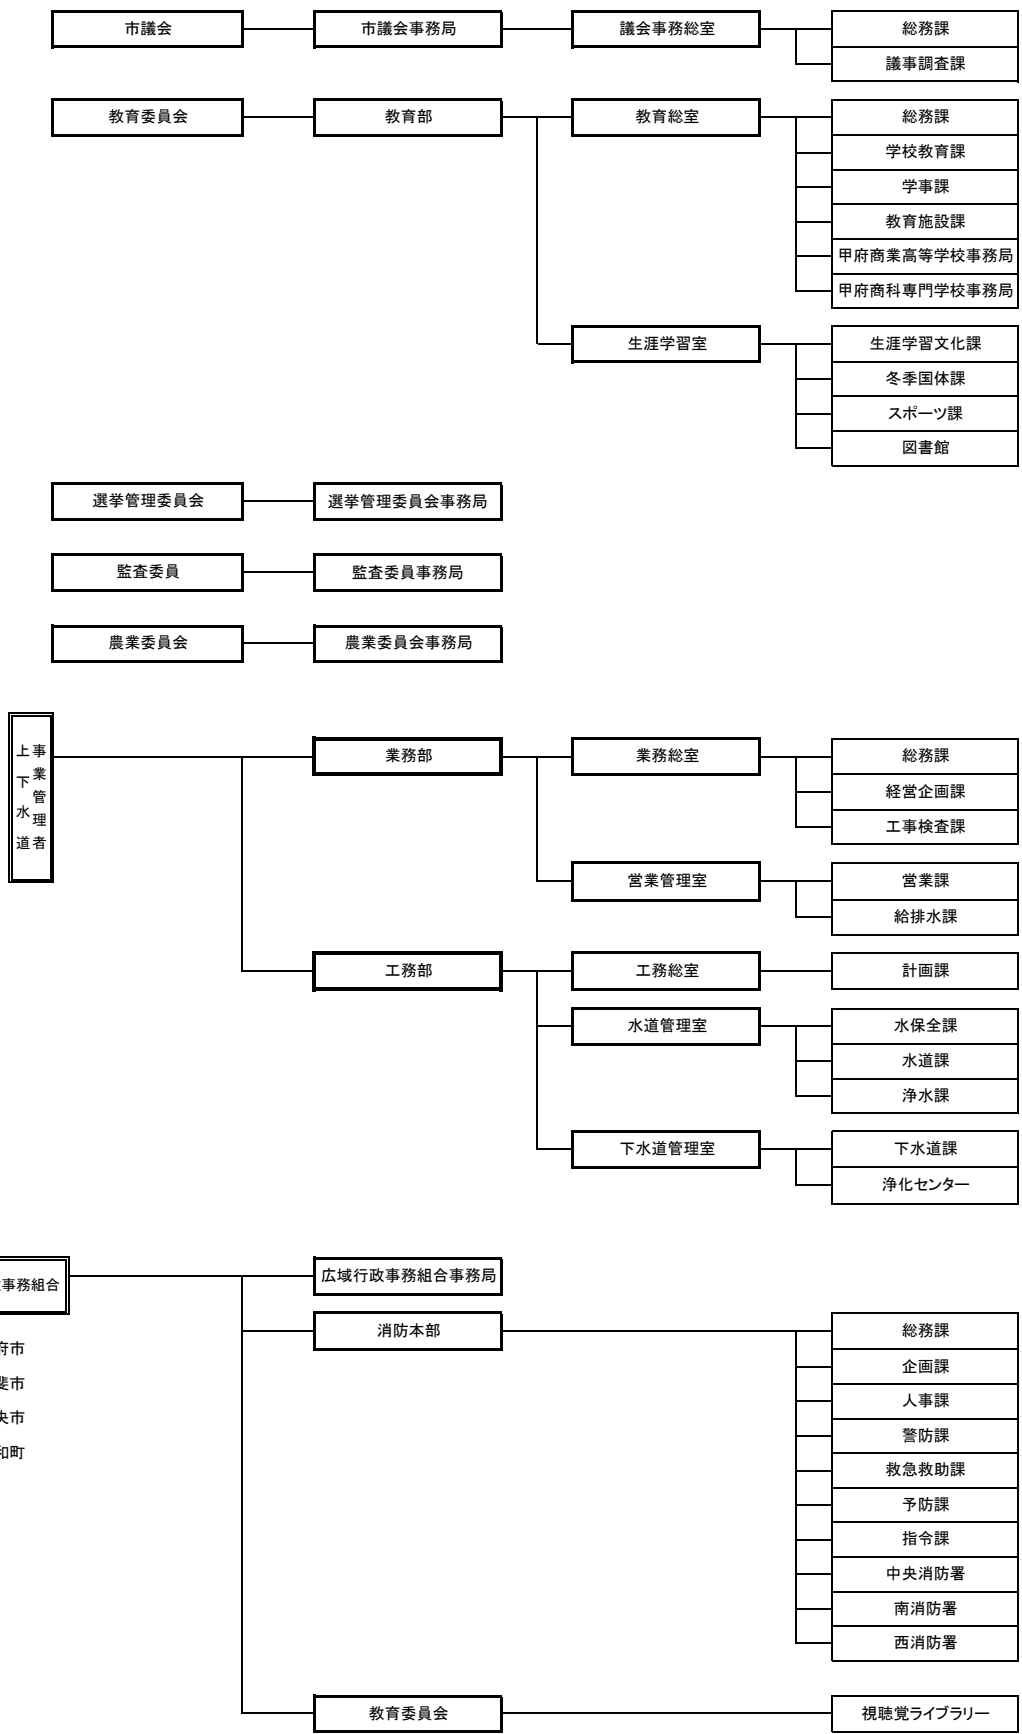 市議会
市議会事務局
議会事務総室
総務課
議事調査課
教育委員会
教育部
教育総室
総務課
学校教育課
学事課
教育施設課
甲府商業高等学校事務局
甲府商科専門学校事務局
生涯学習室
生涯学習文化課
冬季国体課
スポーツ課
図書館
選挙管理委員会
選挙管理委員会事務局
監査委員
監査委員事務局
農業委員会
農業委員会事務局
上下水道
事業管理者
業務部
業務総室
総務課
経営企画課
工事検査課
営業管理室
営業課
給排水課
工務部
工務総室
計画課
水道管理室
水保全課
水道課
浄水課
下水道管理室
下水道課
浄化センター
事務組合
広域行政事務組合事務局
府市
斐市
央市
和町
消防本部
総務課
企画課
人事課
警防課
救急救助課
予防課
指令課
中央消防署
南消防署
西消防署
教育委員会
視聴覚ライブラリー